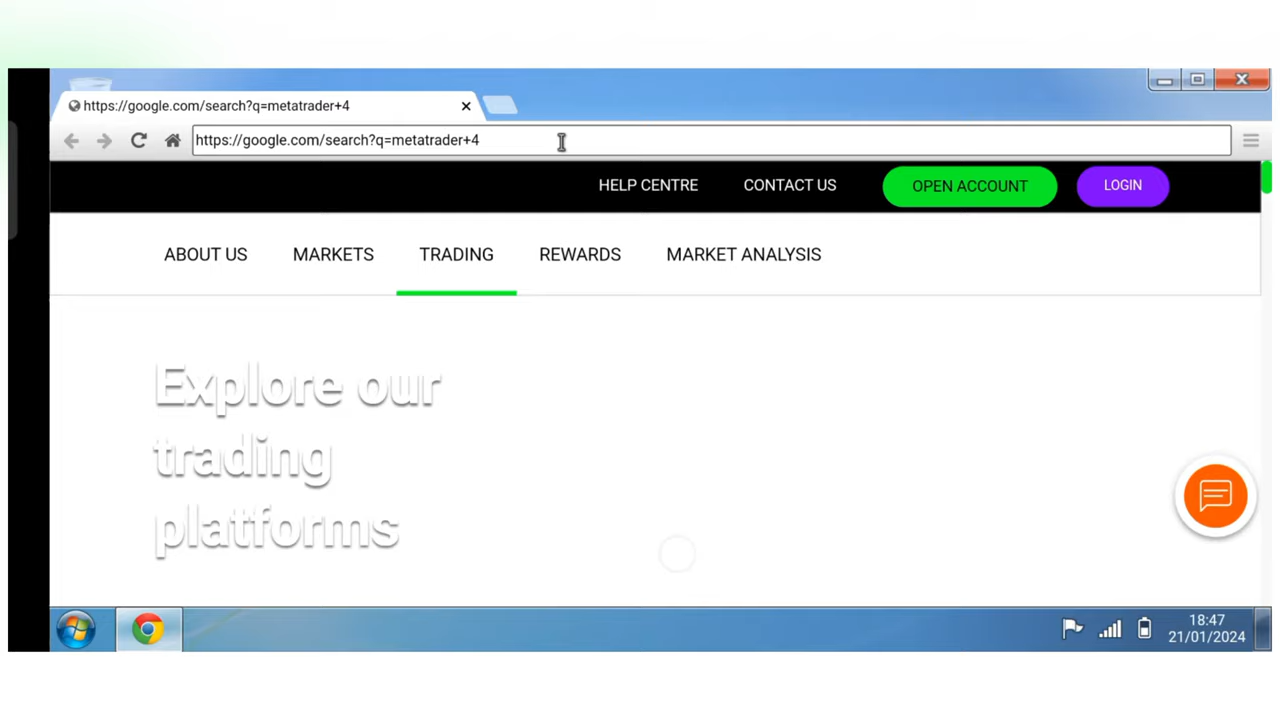 https://google.com/search?q=metatrader+4
https://google.com/search?q=metatrader+4
HELP CENTRE CONTACT US OPEN ACCOUNT LOGIN
ABOUT US MARKETS TRADING REWARDS MARKET ANALYSIS
Explore our
trading
platforms
18:47
21/01/2024